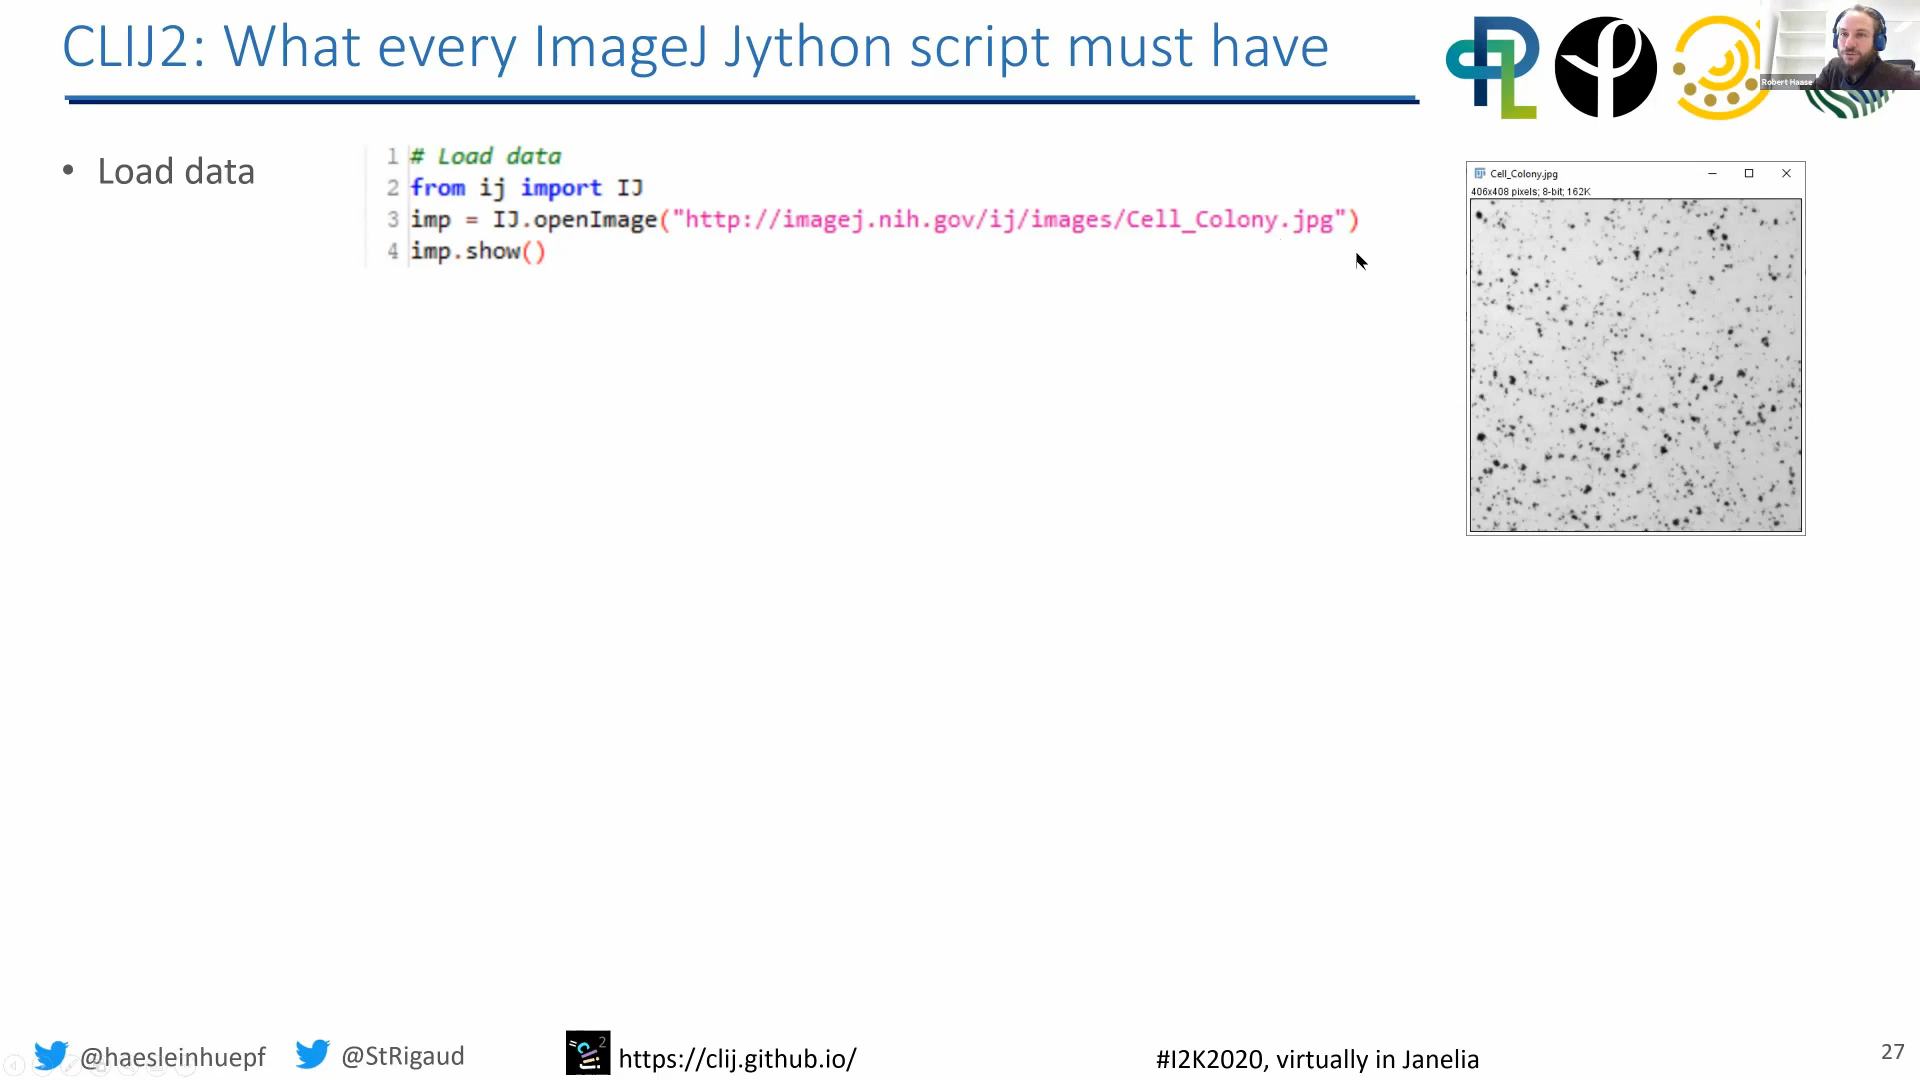 CLIJ2: What every ImageJ Jython script must have
Robert Haase
• Load data
1 # Load data
2 from ij import IJ
3 imp = IJ.openImage("http://imagej.nih.gov/ij/images/Cell_Colony.jpg")
4 imp.show()
Cell_Colony.jpg
406x408 pixels; 8-bit; 162K
@haesleinhuepf
@StRigaud
2
clij
https://clij.github.io/
#I2K2020, virtually in Janelia
27